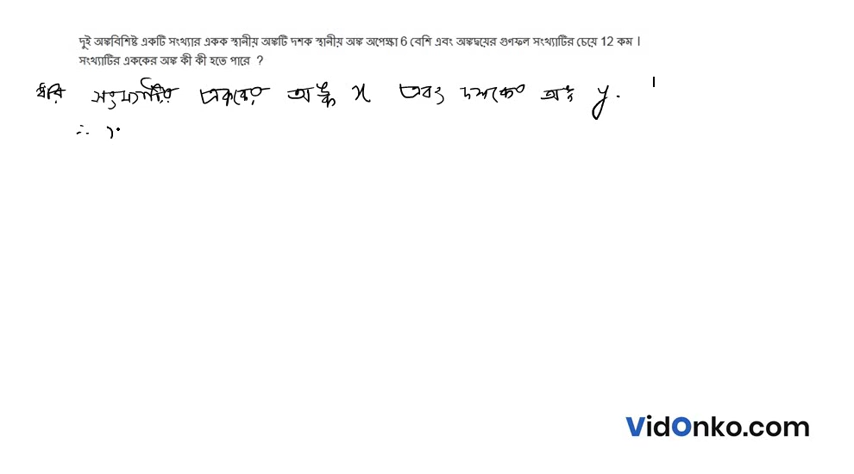 দুই অঙ্কবিশিষ্ট একটি সংখ্যার একক স্থানীয় অঙ্কটি দশক স্থানীয় অঙ্ক অপেক্ষা 6 বেশি এবং অঙ্কদ্বয়ের গুণফল সংখ্যাটির চেয়ে 12 কম ।
সংখ্যাটির এককের অঙ্ক কী কী হতে পারে ?
ধরি সংখ্যাটির এককের অঙ্ক x এবং দশকের অঙ্ক y. |
∴
VidOnko.com